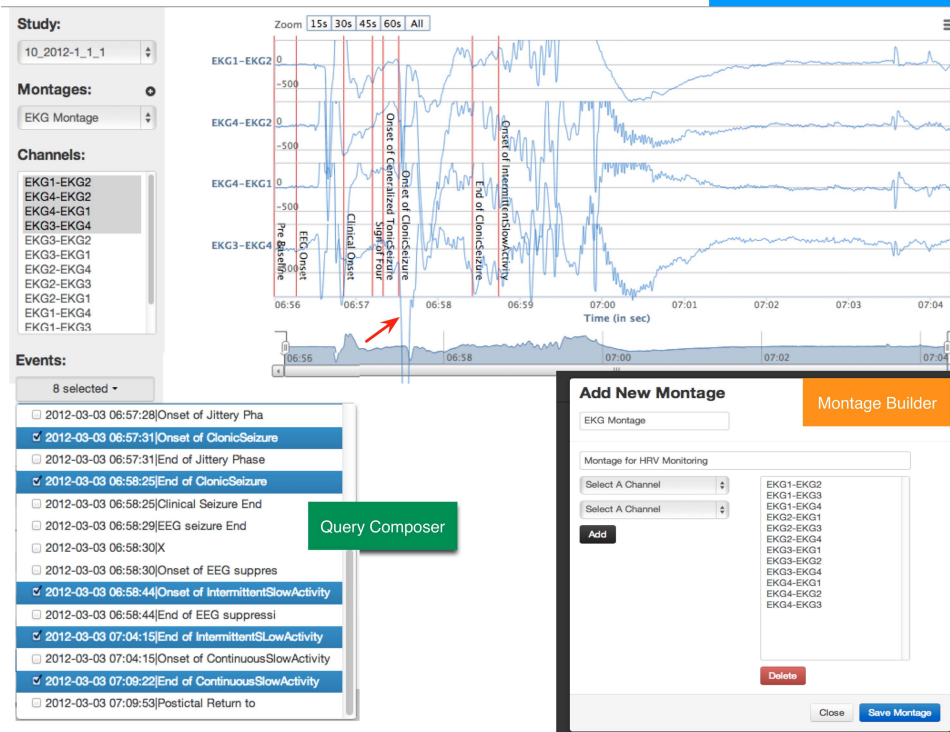 Study:
10_2012-1_1_1
Montages:
EKG Montage
Channels:
EKG1-EKG2
EKG4-EKG2
EKG4-EKG1
EKG3-EKG4
EKG3-EKG2
EKG3-EKG1
EKG2-EKG4
EKG2-EKG3
EKG2-EKG1
EKG1-EKG4
EKG1-EKG3
Events:
8 selected
2012-03-03 06:57:28|Onset of Jittery Pha
2012-03-03 06:57:31|Onset of ClonicSeizure
2012-03-03 06:57:31|End of Jittery Phase
2012-03-03 06:58:25|End of ClonicSeizure
2012-03-03 06:58:25|Clinical Seizure End
2012-03-03 06:58:29|EEG seizure End
2012-03-03 06:58:30|X
2012-03-03 06:58:30|Onset of EEG suppres
2012-03-03 06:58:44|Onset of IntermittentSlowActivity
2012-03-03 06:58:44|End of EEG suppressi
2012-03-03 07:04:15|End of IntermittentSLowActivity
2012-03-03 07:04:15|Onset of ContinuousSlowActivity
2012-03-03 07:09:22|End of ContinuousSlowActivity
2012-03-03 07:09:53|Postictal Return to
Query Composer
Zoom 15s 30s 45s 60s All
EKG1-EKG2 0
-500
EKG4-EKG2 0
-500
EKG4-EKG1 0
-500
EKG3-EKG4
Pre Baseline
EEG Onset
Clinical Onset
Sign of Four
Onset of Generalized TonicSeizure
Onset of ClonicSeizure
End of ClonicSeizure
Onset of IntermittentSlowActivity
06:56 06:57 06:58 06:59 07:00 07:01 07:02 07:03 07:04
Time (in sec)
06:56 06:58 07:00 07:02 07:04
Add New Montage
Montage Builder
EKG Montage
Montage for HRV Monitoring
Select A Channel
Select A Channel
Add
EKG1-EKG2
EKG1-EKG3
EKG1-EKG4
EKG2-EKG1
EKG2-EKG3
EKG2-EKG4
EKG3-EKG1
EKG3-EKG2
EKG3-EKG4
EKG4-EKG1
EKG4-EKG2
EKG4-EKG3
Delete
Close
Save Montage